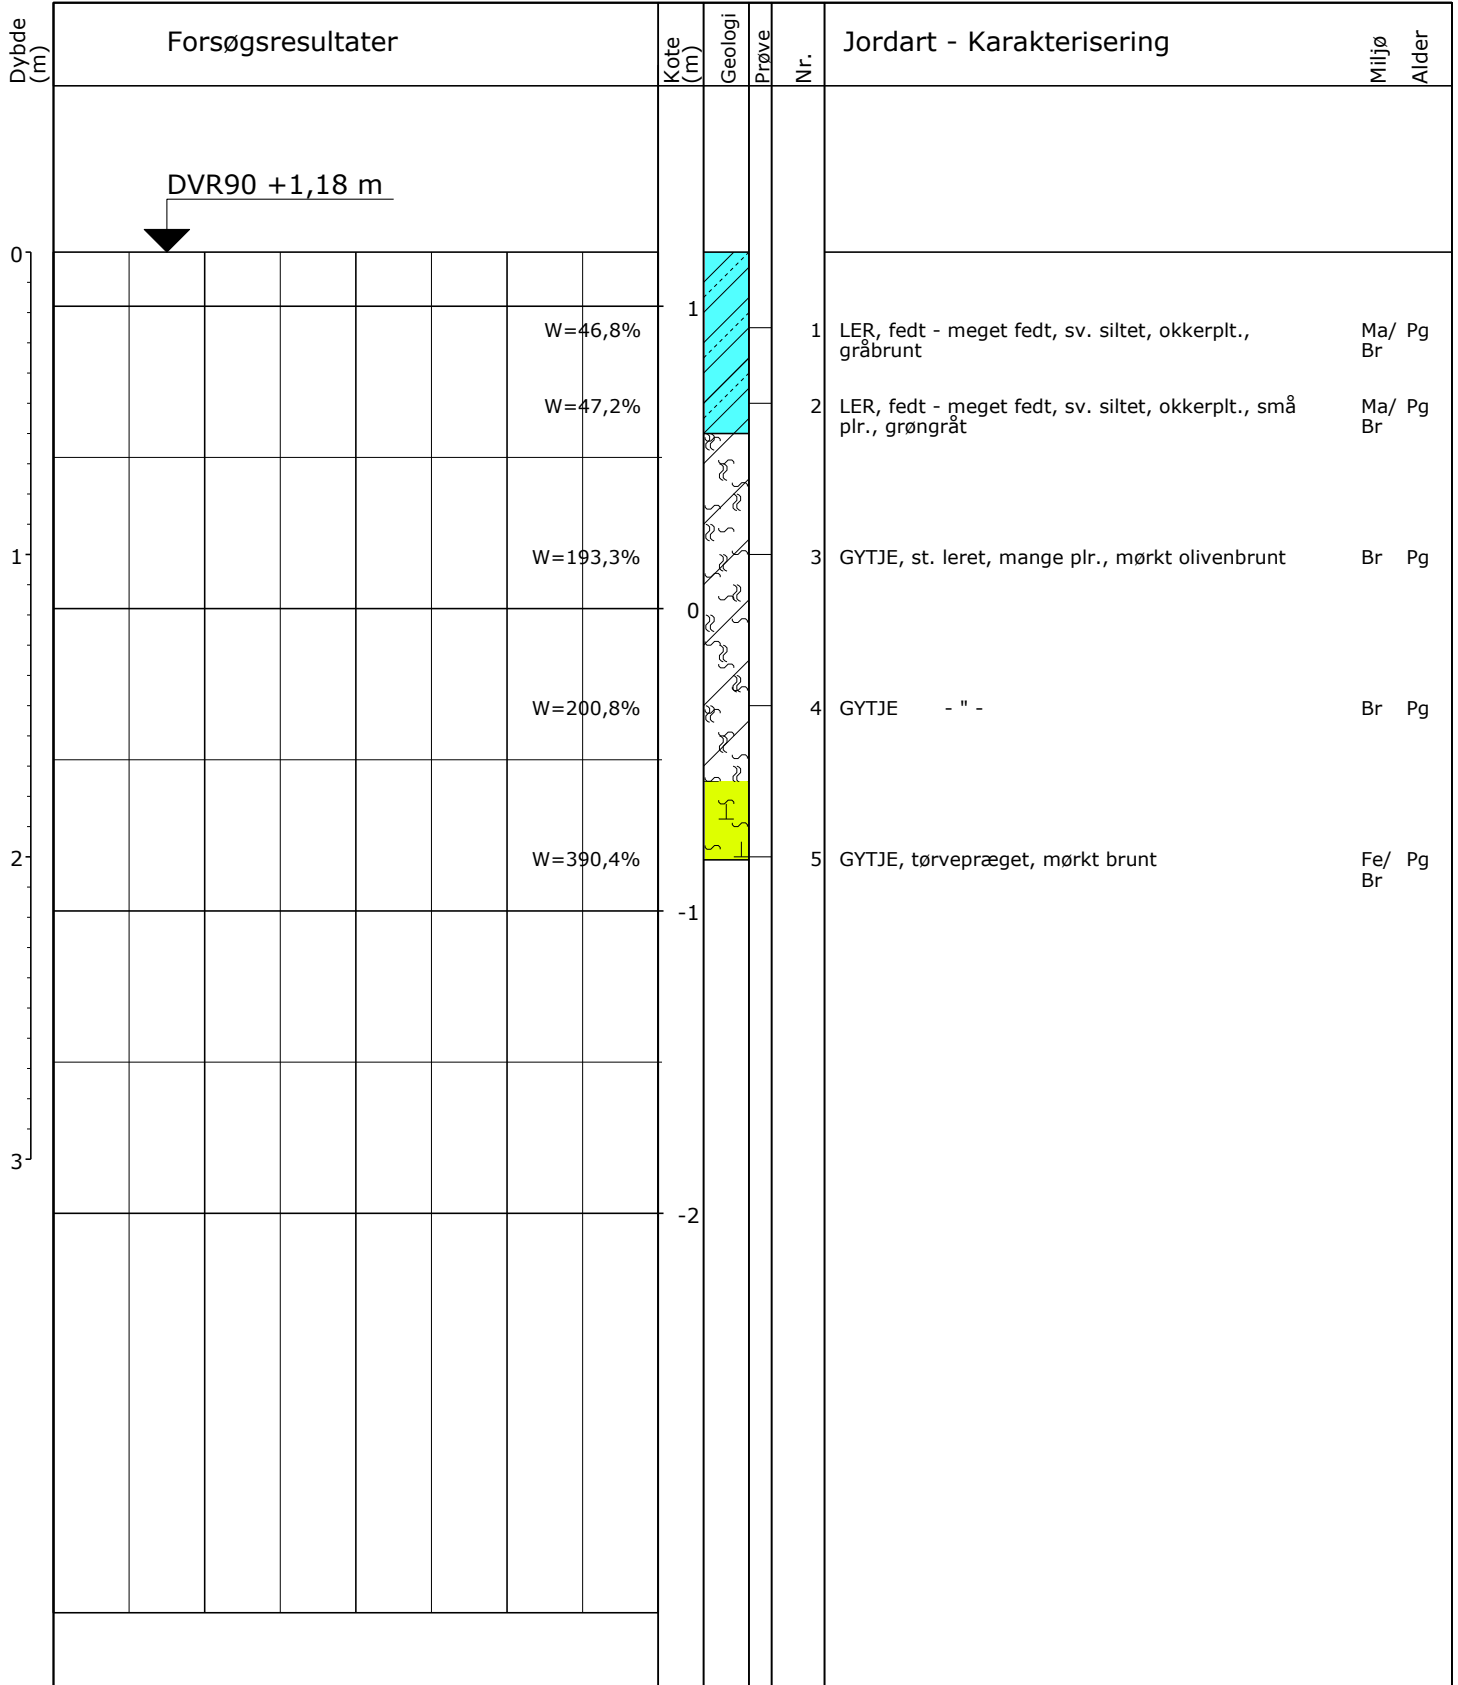 Dybde
(m)
Forsøgsresultater
Kote
(m)
Geologi
Prøve
Nr.
Jordart - Karakterisering
Miljø
Alder
DVR90 +1,18 m
0
1
W=46,8%
1
LER, fedt - meget fedt, sv. siltet, okkerplt.,
gråbrunt
Ma/
Br
Pg
W=47,2%
2
LER, fedt - meget fedt, sv. siltet, okkerplt., små
plr., grøngråt
Ma/
Br
Pg
1
W=193,3%
3
GYTJE, st. leret, mange plr., mørkt olivenbrunt
Br
Pg
0
W=200,8%
4
GYTJE - " -
Br
Pg
2
W=390,4%
5
GYTJE, tørvepræget, mørkt brunt
Fe/
Br
Pg
-1
3
-2